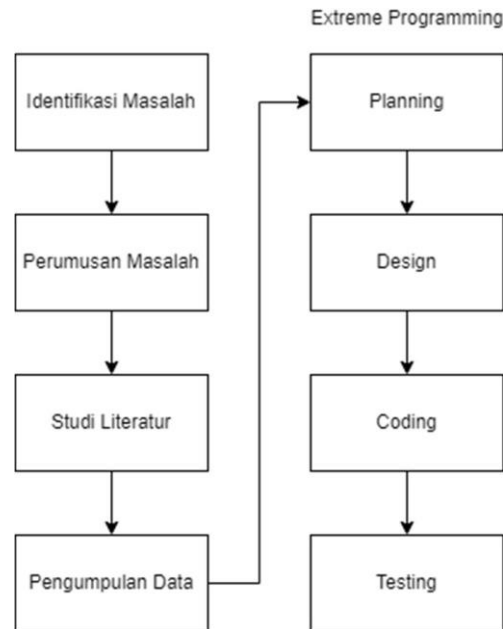 Extreme Programming
Identifikasi Masalah
Perumusan Masalah
Studi Literatur
Pengumpulan Data
Planning
Design
Coding
Testing